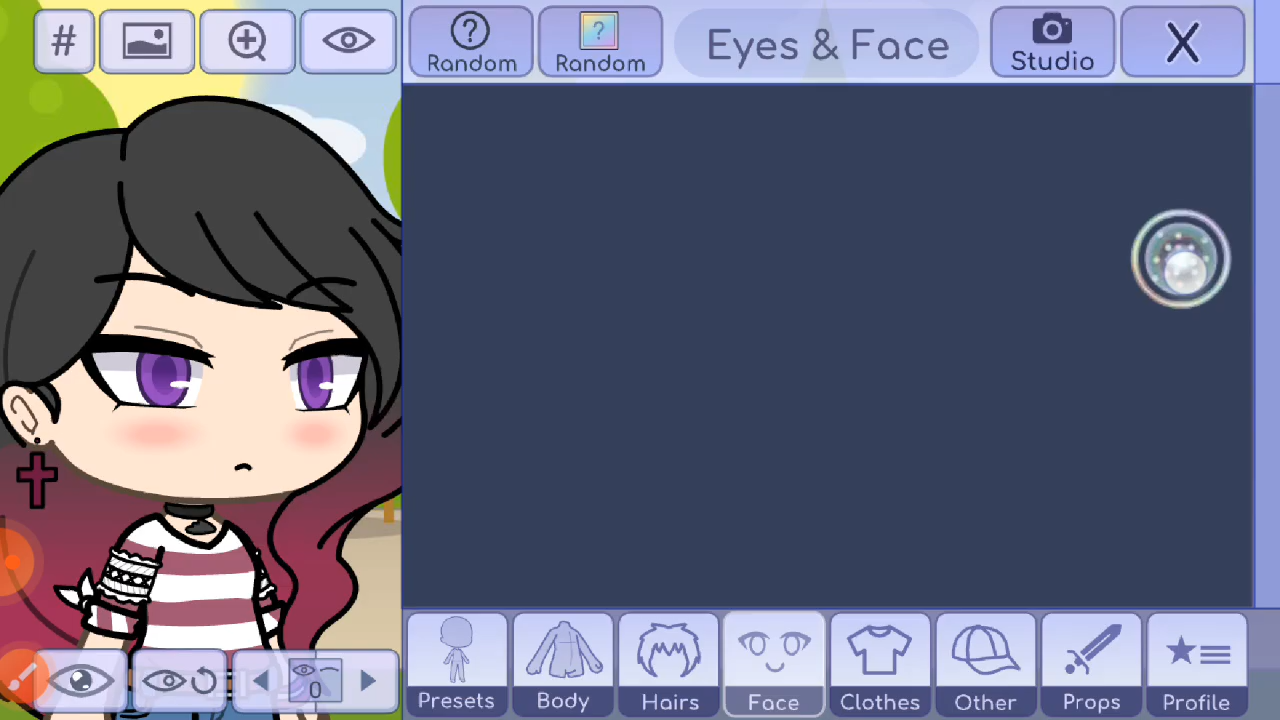 #
? Random
? Random
Eyes & Face
Studio
X
0
Presets
Body
Hairs
Face
Clothes
Other
Props
Profile